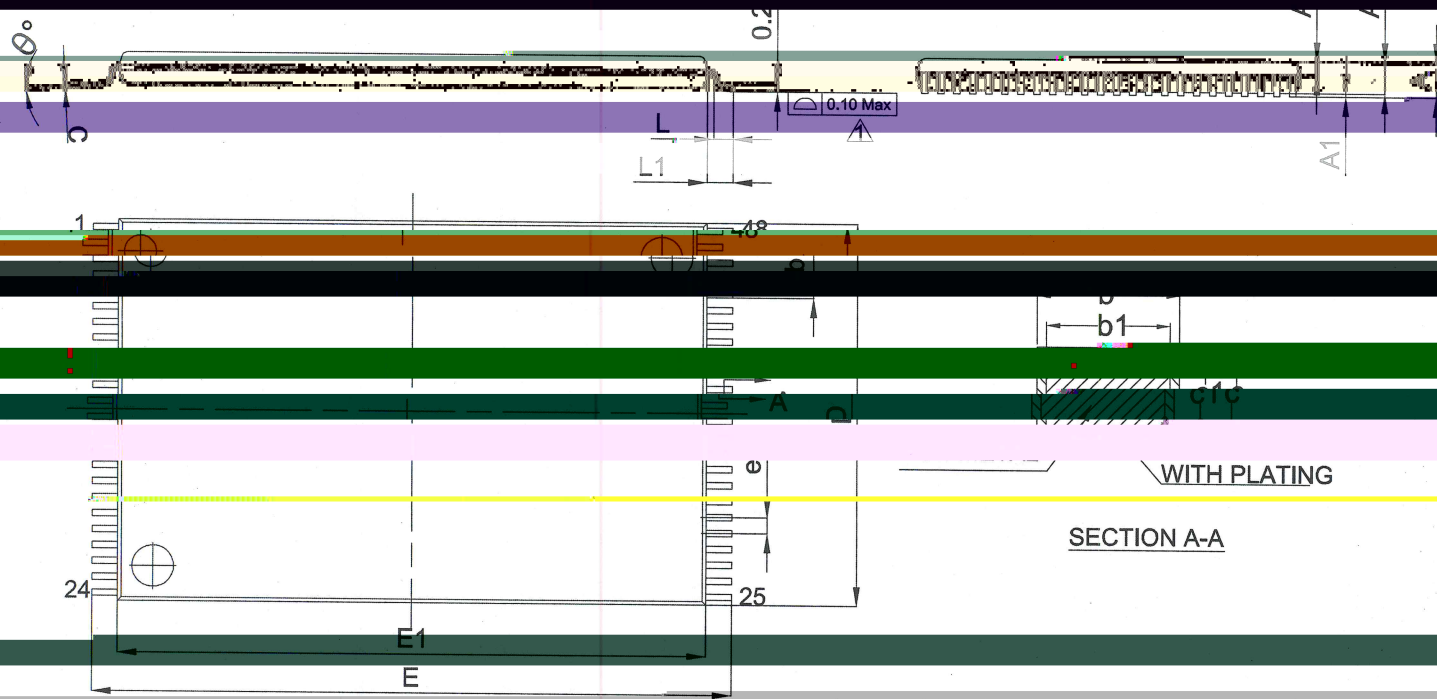 θ°
0.2
C
0.10 Max
1
L
L1
A1
1
48
b
b1
A
D
c1
c
e
WITH PLATING
SECTION A-A
24
25
E1
E